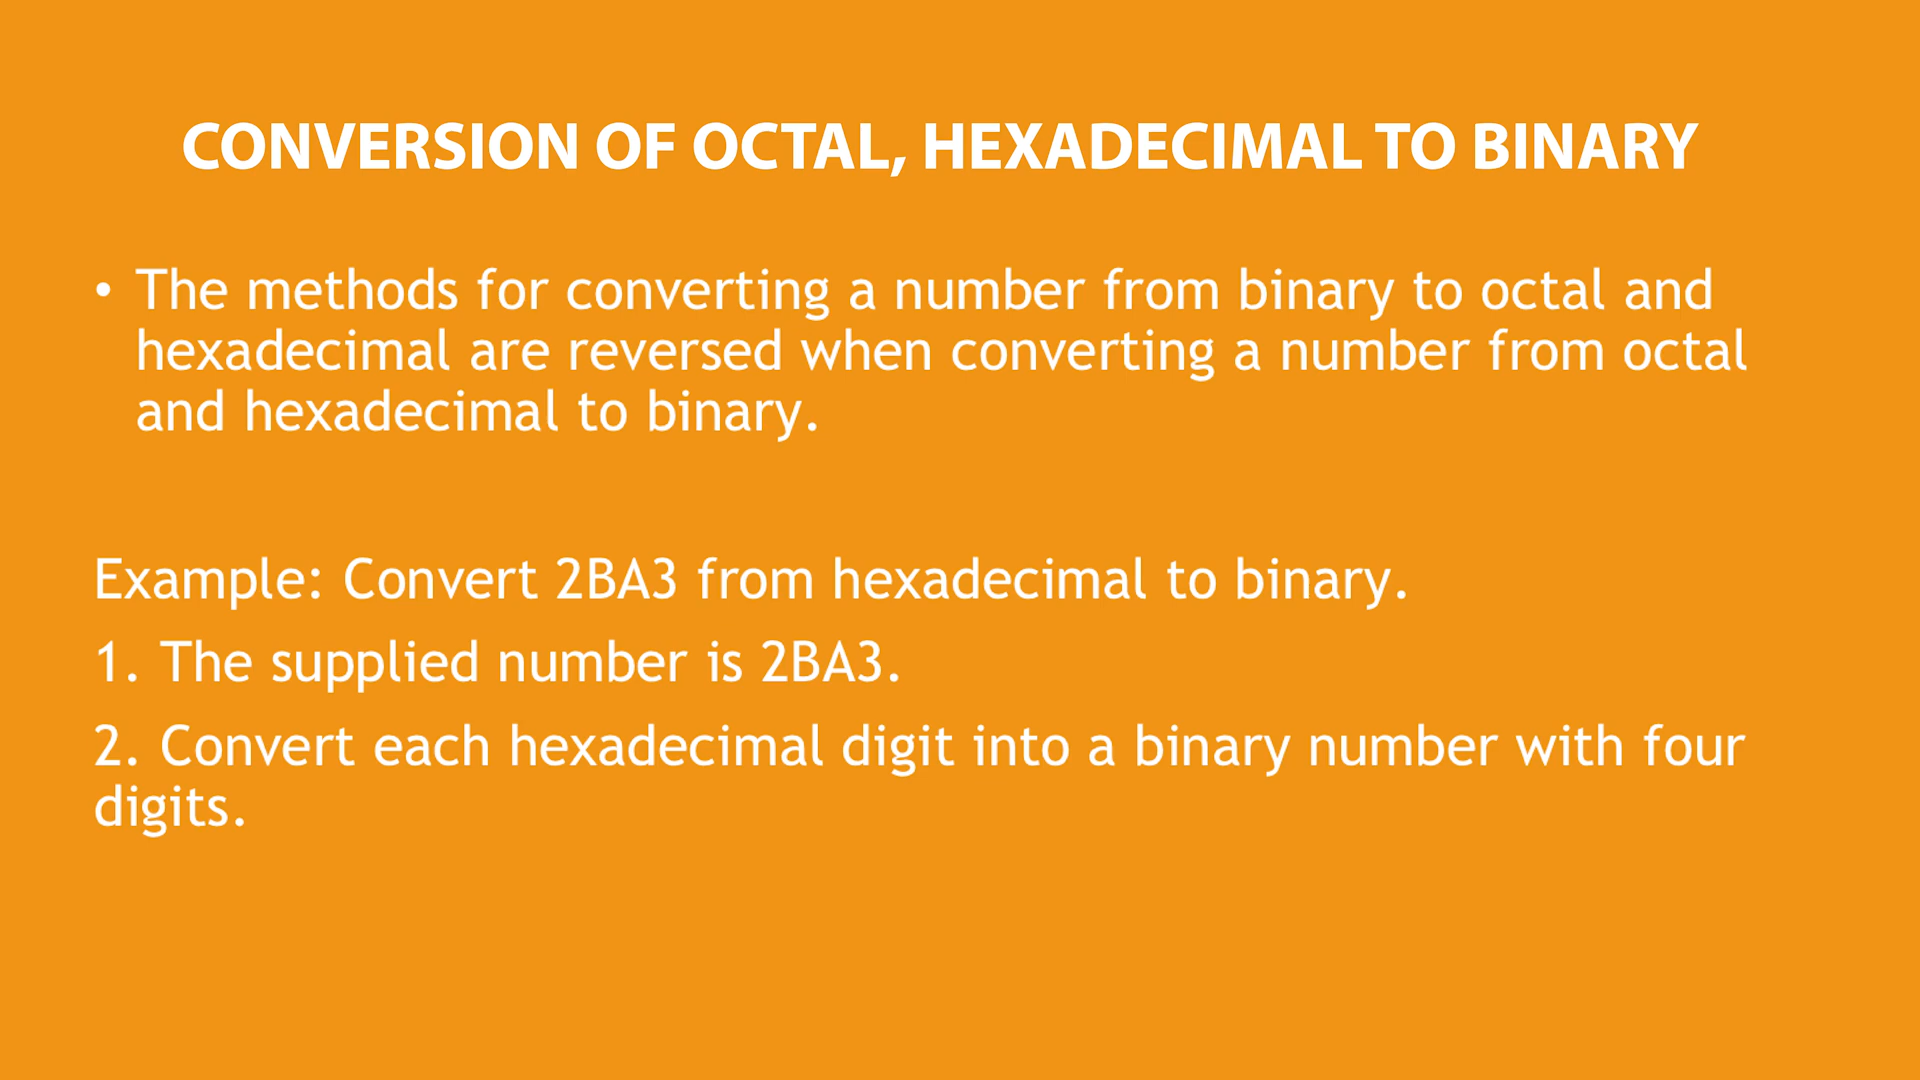 CONVERSION OF OCTAL, HEXADECIMAL TO BINARY
• The methods for converting a number from binary to octal and
hexadecimal are reversed when converting a number from octal
and hexadecimal to binary.
Example: Convert 2BA3 from hexadecimal to binary.
1. The supplied number is 2BA3.
2. Convert each hexadecimal digit into a binary number with four
digits.